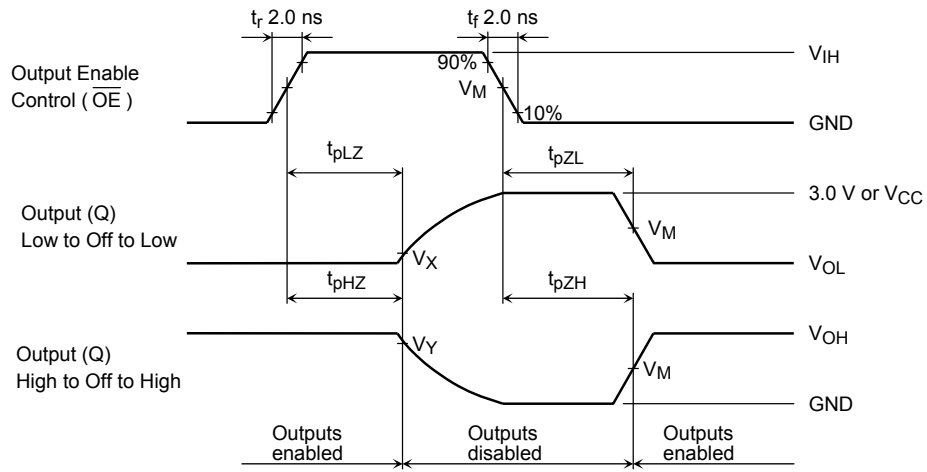 tr 2.0 ns
tf 2.0 ns
Output Enable
Control ( OE )
90%
VM
10%
VIH
GND
tpLZ
tpZL
3.0 V or VCC
Output (Q)
Low to Off to Low
VX
VM
VOL
tpHZ
tpZH
VOH
Output (Q)
High to Off to High
VY
VM
GND
Outputs
enabled
Outputs
disabled
Outputs
enabled